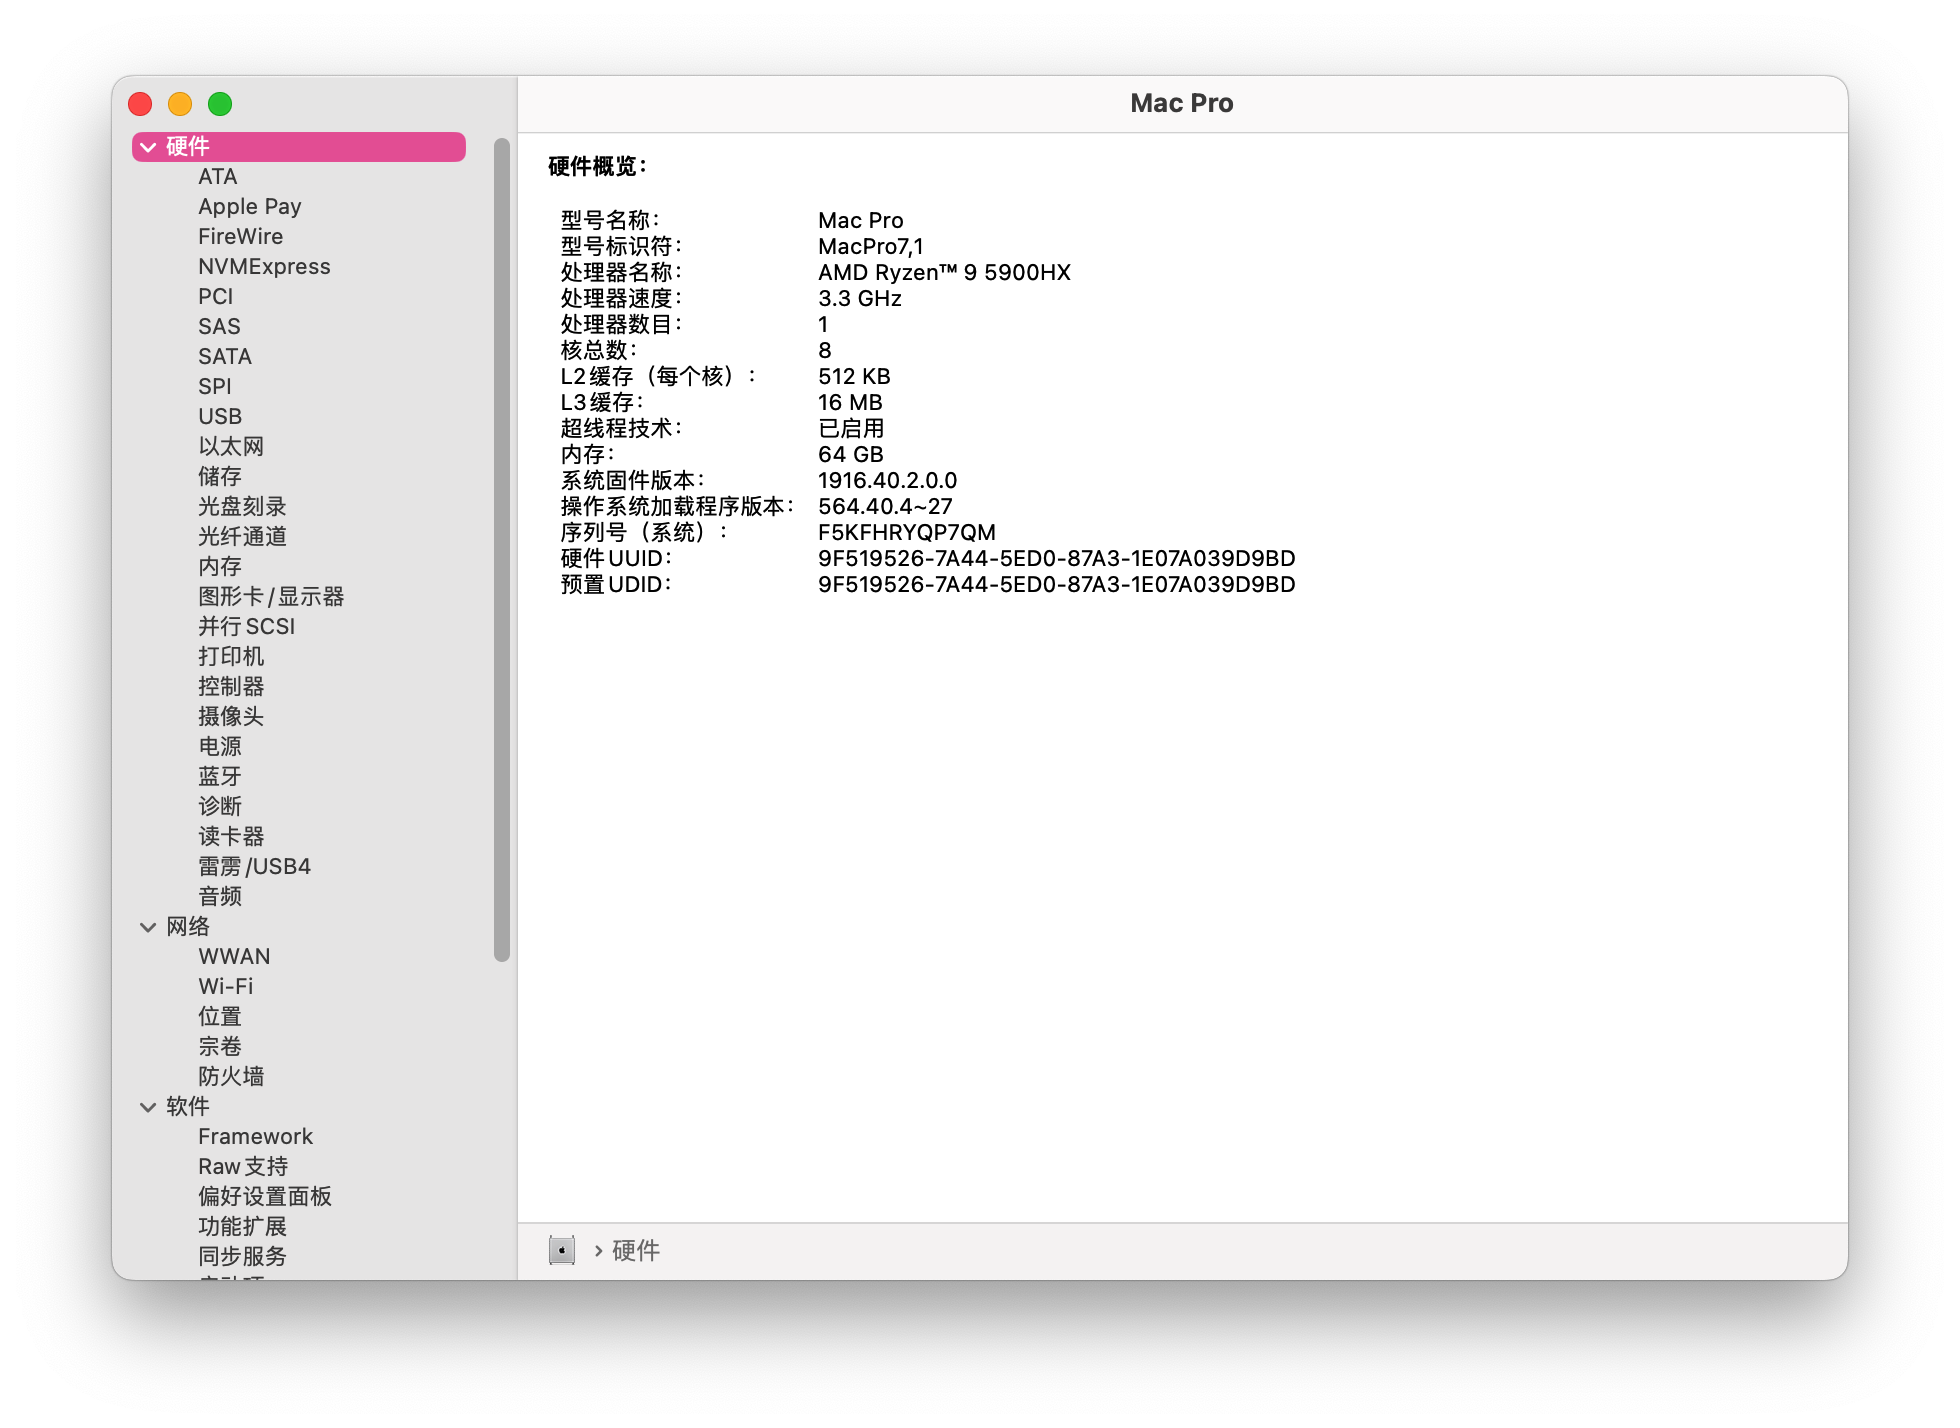 Mac Pro
硬件
ATA
Apple Pay
FireWire
NVMExpress
PCI
SAS
SATA
SPI
USB
以太网
储存
光盘刻录
光纤通道
内存
图形卡/显示器
并行SCSI
打印机
控制器
摄像头
电源
蓝牙
诊断
读卡器
雷雳/USB4
音频
网络
WWAN
Wi-Fi
位置
宗卷
防火墙
软件
Framework
Raw支持
偏好设置面板
功能扩展
同步服务
硬件概览：
型号名称： Mac Pro
型号标识符： MacPro7,1
处理器名称： AMD Ryzen™ 9 5900HX
处理器速度： 3.3 GHz
处理器数目： 1
核总数： 8
L2缓存（每个核）： 512 KB
L3缓存： 16 MB
超线程技术： 已启用
内存： 64 GB
系统固件版本： 1916.40.2.0.0
操作系统加载程序版本： 564.40.4~27
序列号（系统）： F5KFHRYQP7QM
硬件UUID： 9F519526-7A44-5ED0-87A3-1E07A039D9BD
预置UDID： 9F519526-7A44-5ED0-87A3-1E07A039D9BD
› 硬件